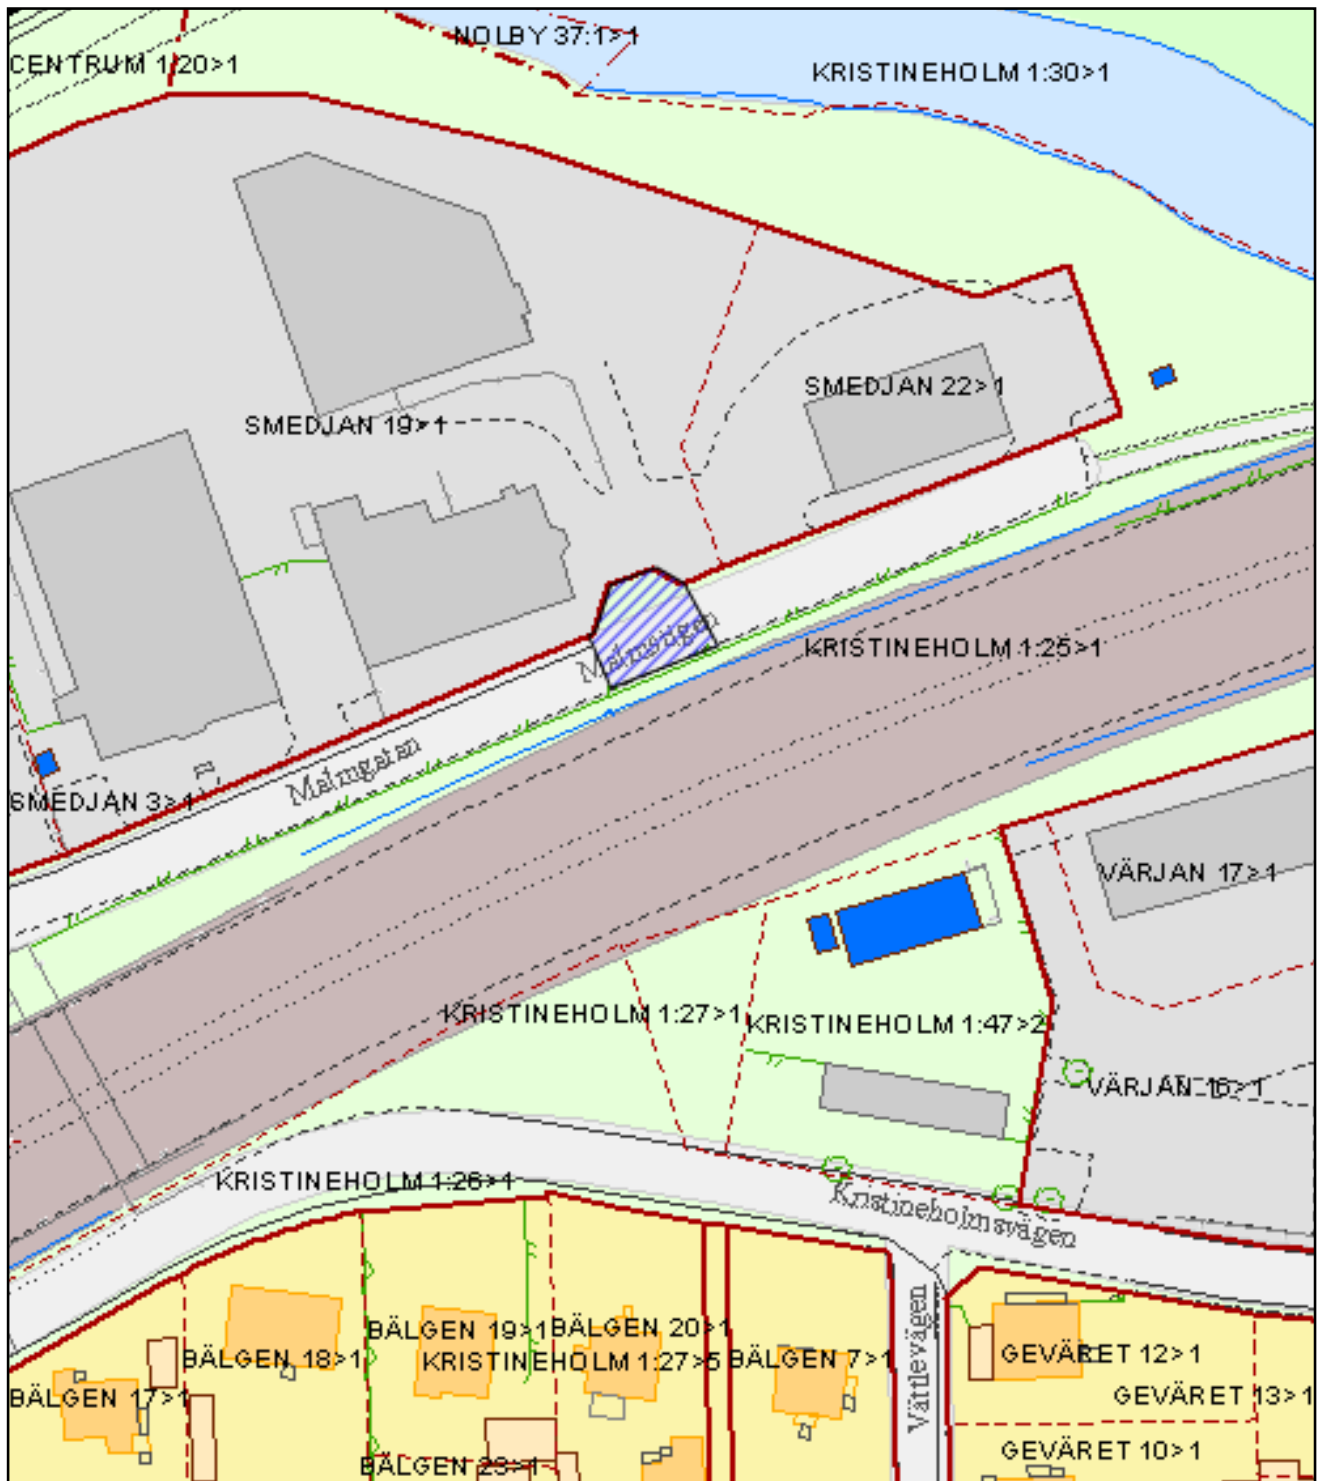 NOLBY 37:1>1
CENTRUM 1:20>1
KRISTINEHOLM 1:30>1
SMEDJAN 22>1
SMEDJAN 19>1
Malmgatan
KRISTINEHOLM 1:25>1
Malmgatan
SMEDJAN 3>1
VÄRJAN 17>1
KRISTINEHOLM 1:27>1
KRISTINEHOLM 1:47>2
VÄRJAN 16>1
KRISTINEHOLM 1:26>1
Kristineholmsvägen
Vättlevägen
BÄLGEN 19>1
BÄLGEN 20>1
BÄLGEN 18>1
KRISTINEHOLM 1:27>5
BÄLGEN 7>1
GEVÄRET 12>1
BÄLGEN 17>1
GEVÄRET 13>1
GEVÄRET 10>1
BÄLGEN 23>1